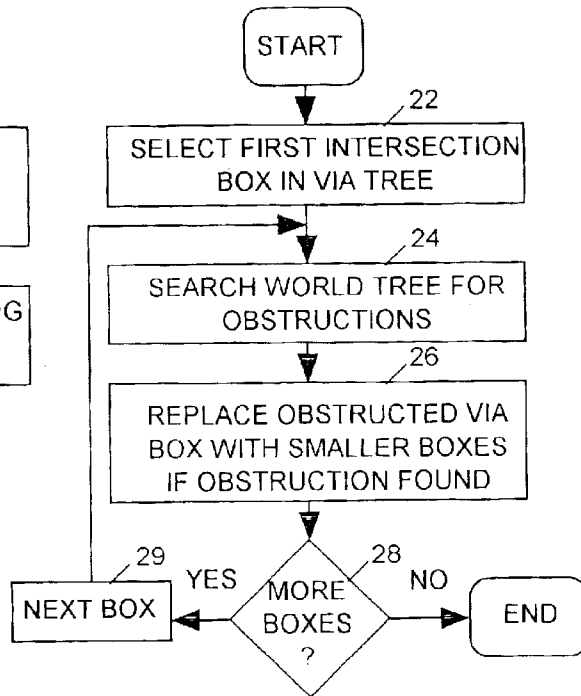 START
22
SELECT FIRST INTERSECTION
BOX IN VIA TREE
24
SEARCH WORLD TREE FOR
OBSTRUCTIONS
26
REPLACE OBSTRUCTED VIA
BOX WITH SMALLER BOXES
IF OBSTRUCTION FOUND
28
MORE
BOXES
?
YES
29
NEXT BOX
NO
END